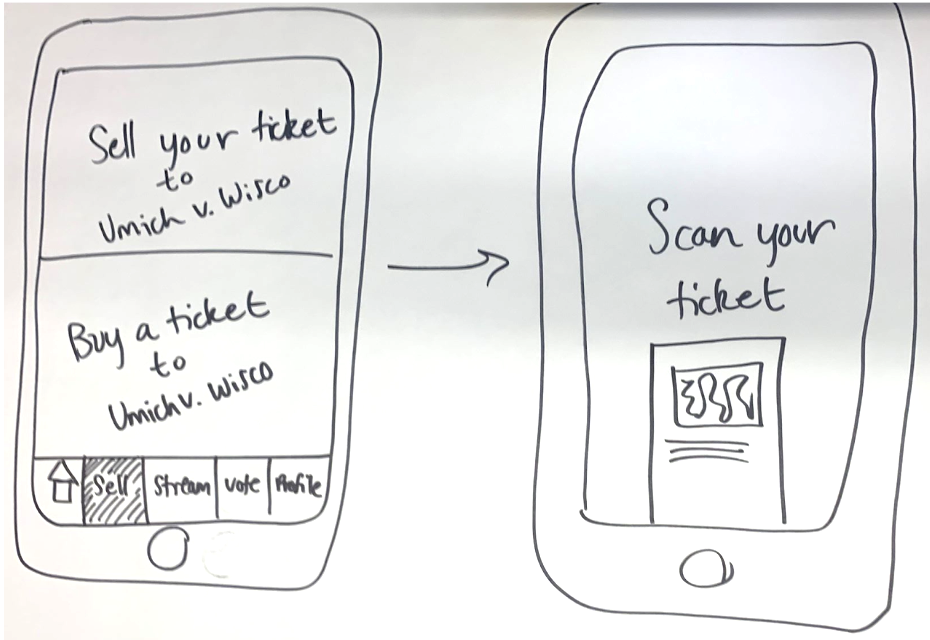 Sell your ticket
to
Umich v. Wisco
Buy a ticket
to
Umich v. Wisco
Sell Stream Vote Profile
Scan your
ticket